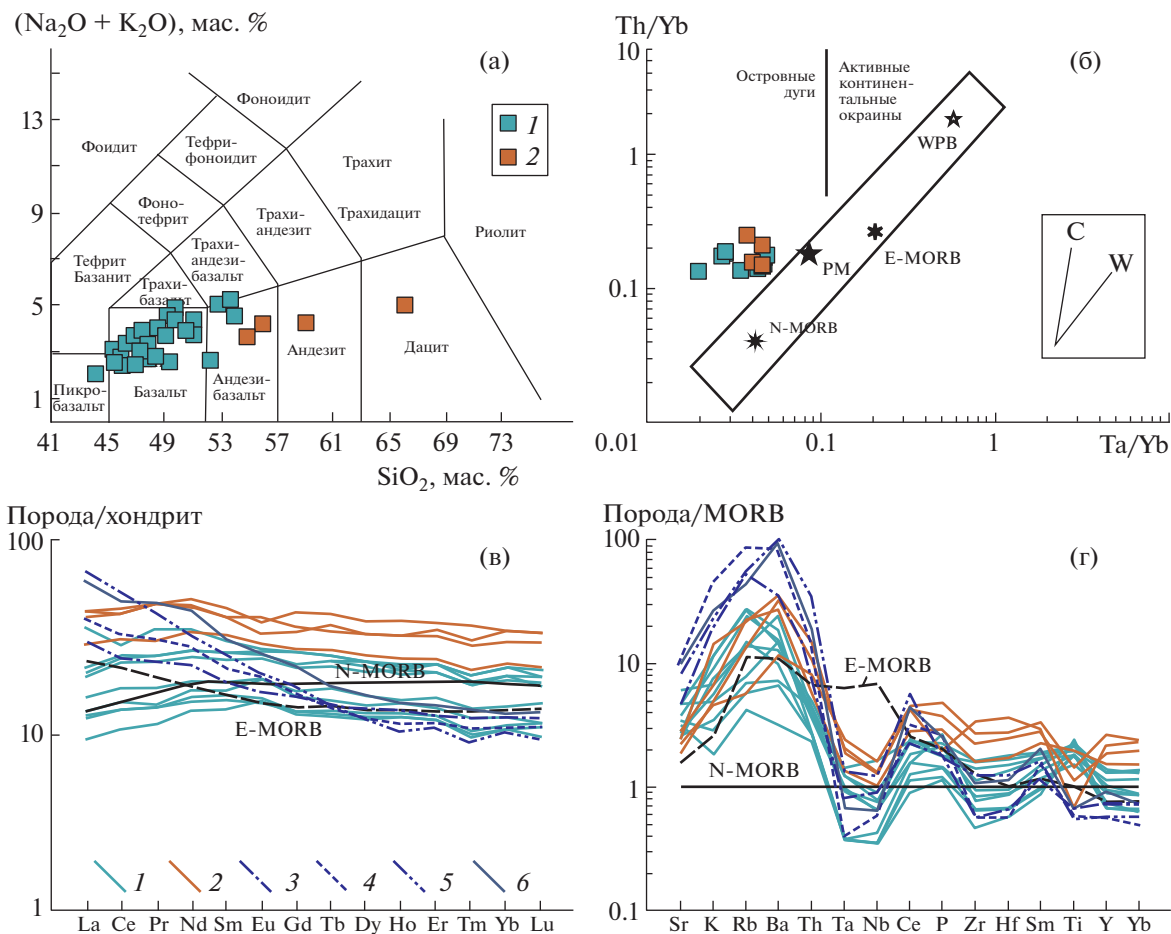 (Na2O + K2O), мас. %
(а)
Фоноидит
1
2
13
Фоидит
Тефри-
фоноидит
Трахит
9
Фоно-
тефрит
Трахи-
андезит
Трахидацит
Риолит
Тефрит
Базанит
Трахи-
андези-
базальт
Трахи-
базальт
5
Андезит
Дацит
Пикро-
базальт
Базальт
Андези-
базальт
1
41 45 49 53 57 61 65 69 73
SiO2, мас. %
Th/Yb
10
(б)
Островные
дуги
Активные
континен-
тальные
окраины
WPB
1
C
W
E-MORB
PM
0.1
N-MORB
0.01 0.1 1
Ta/Yb
Порода/хондрит
100
(в)
N-MORB
E-MORB
10
1 2 3 4 5 6
1
La Ce Pr Nd Sm Eu Gd Tb Dy Ho Er Tm Yb Lu
Порода/MORB
100
(г)
10
E-MORB
N-MORB
1
0.1
Sr K Rb Ba Th Ta Nb Ce P Zr Hf Sm Ti Y Yb